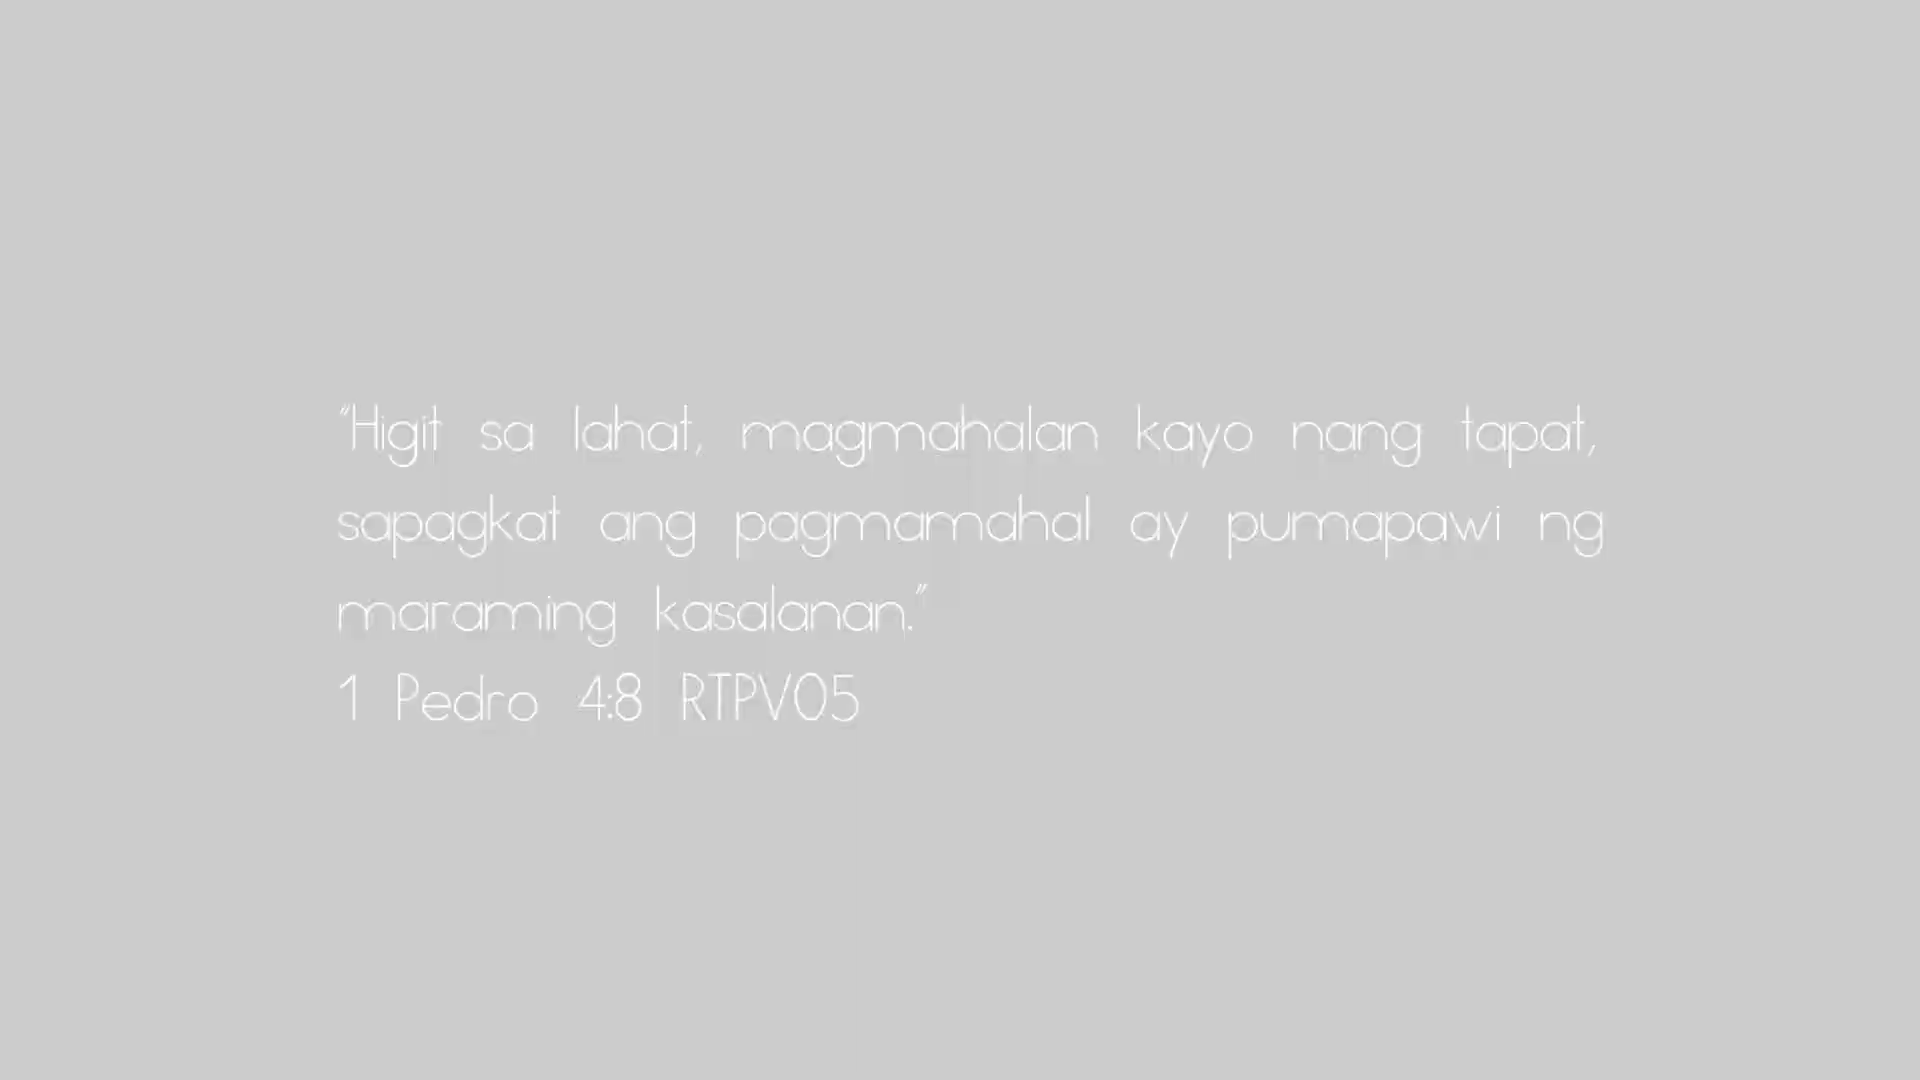 "Higit sa lahat, magmahalan kayo nang tapat,
sapagkat ang pagmamahal ay pumapawi ng
maraming kasalanan."
1 Pedro 4:8 RTPV05